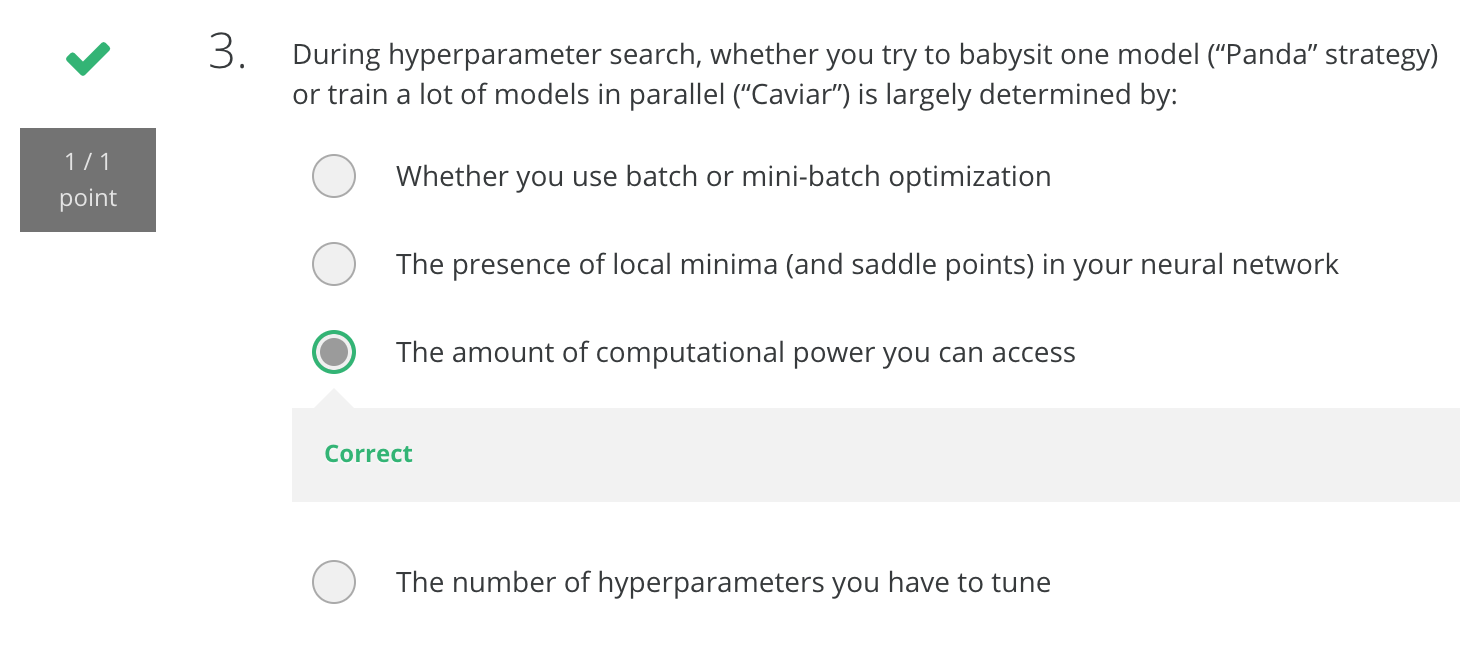 3.
During hyperparameter search, whether you try to babysit one model (“Panda” strategy)
or train a lot of models in parallel (“Caviar”) is largely determined by:
1 / 1
point
Whether you use batch or mini-batch optimization
The presence of local minima (and saddle points) in your neural network
The amount of computational power you can access
Correct
The number of hyperparameters you have to tune